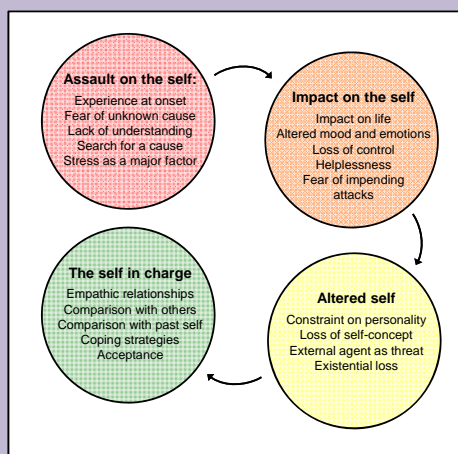 Assault on the self:
Experience at onset
Fear of unknown cause
Lack of understanding
Search for a cause
Stress as a major factor
Impact on the self
Impact on life
Altered mood and emotions
Loss of control
Helplessness
Fear of impending
attacks
Altered self
Constraint on personality
Loss of self-concept
External agent as threat
Existential loss
The self in charge
Empathic relationships
Comparison with others
Comparison with past self
Coping strategies
Acceptance